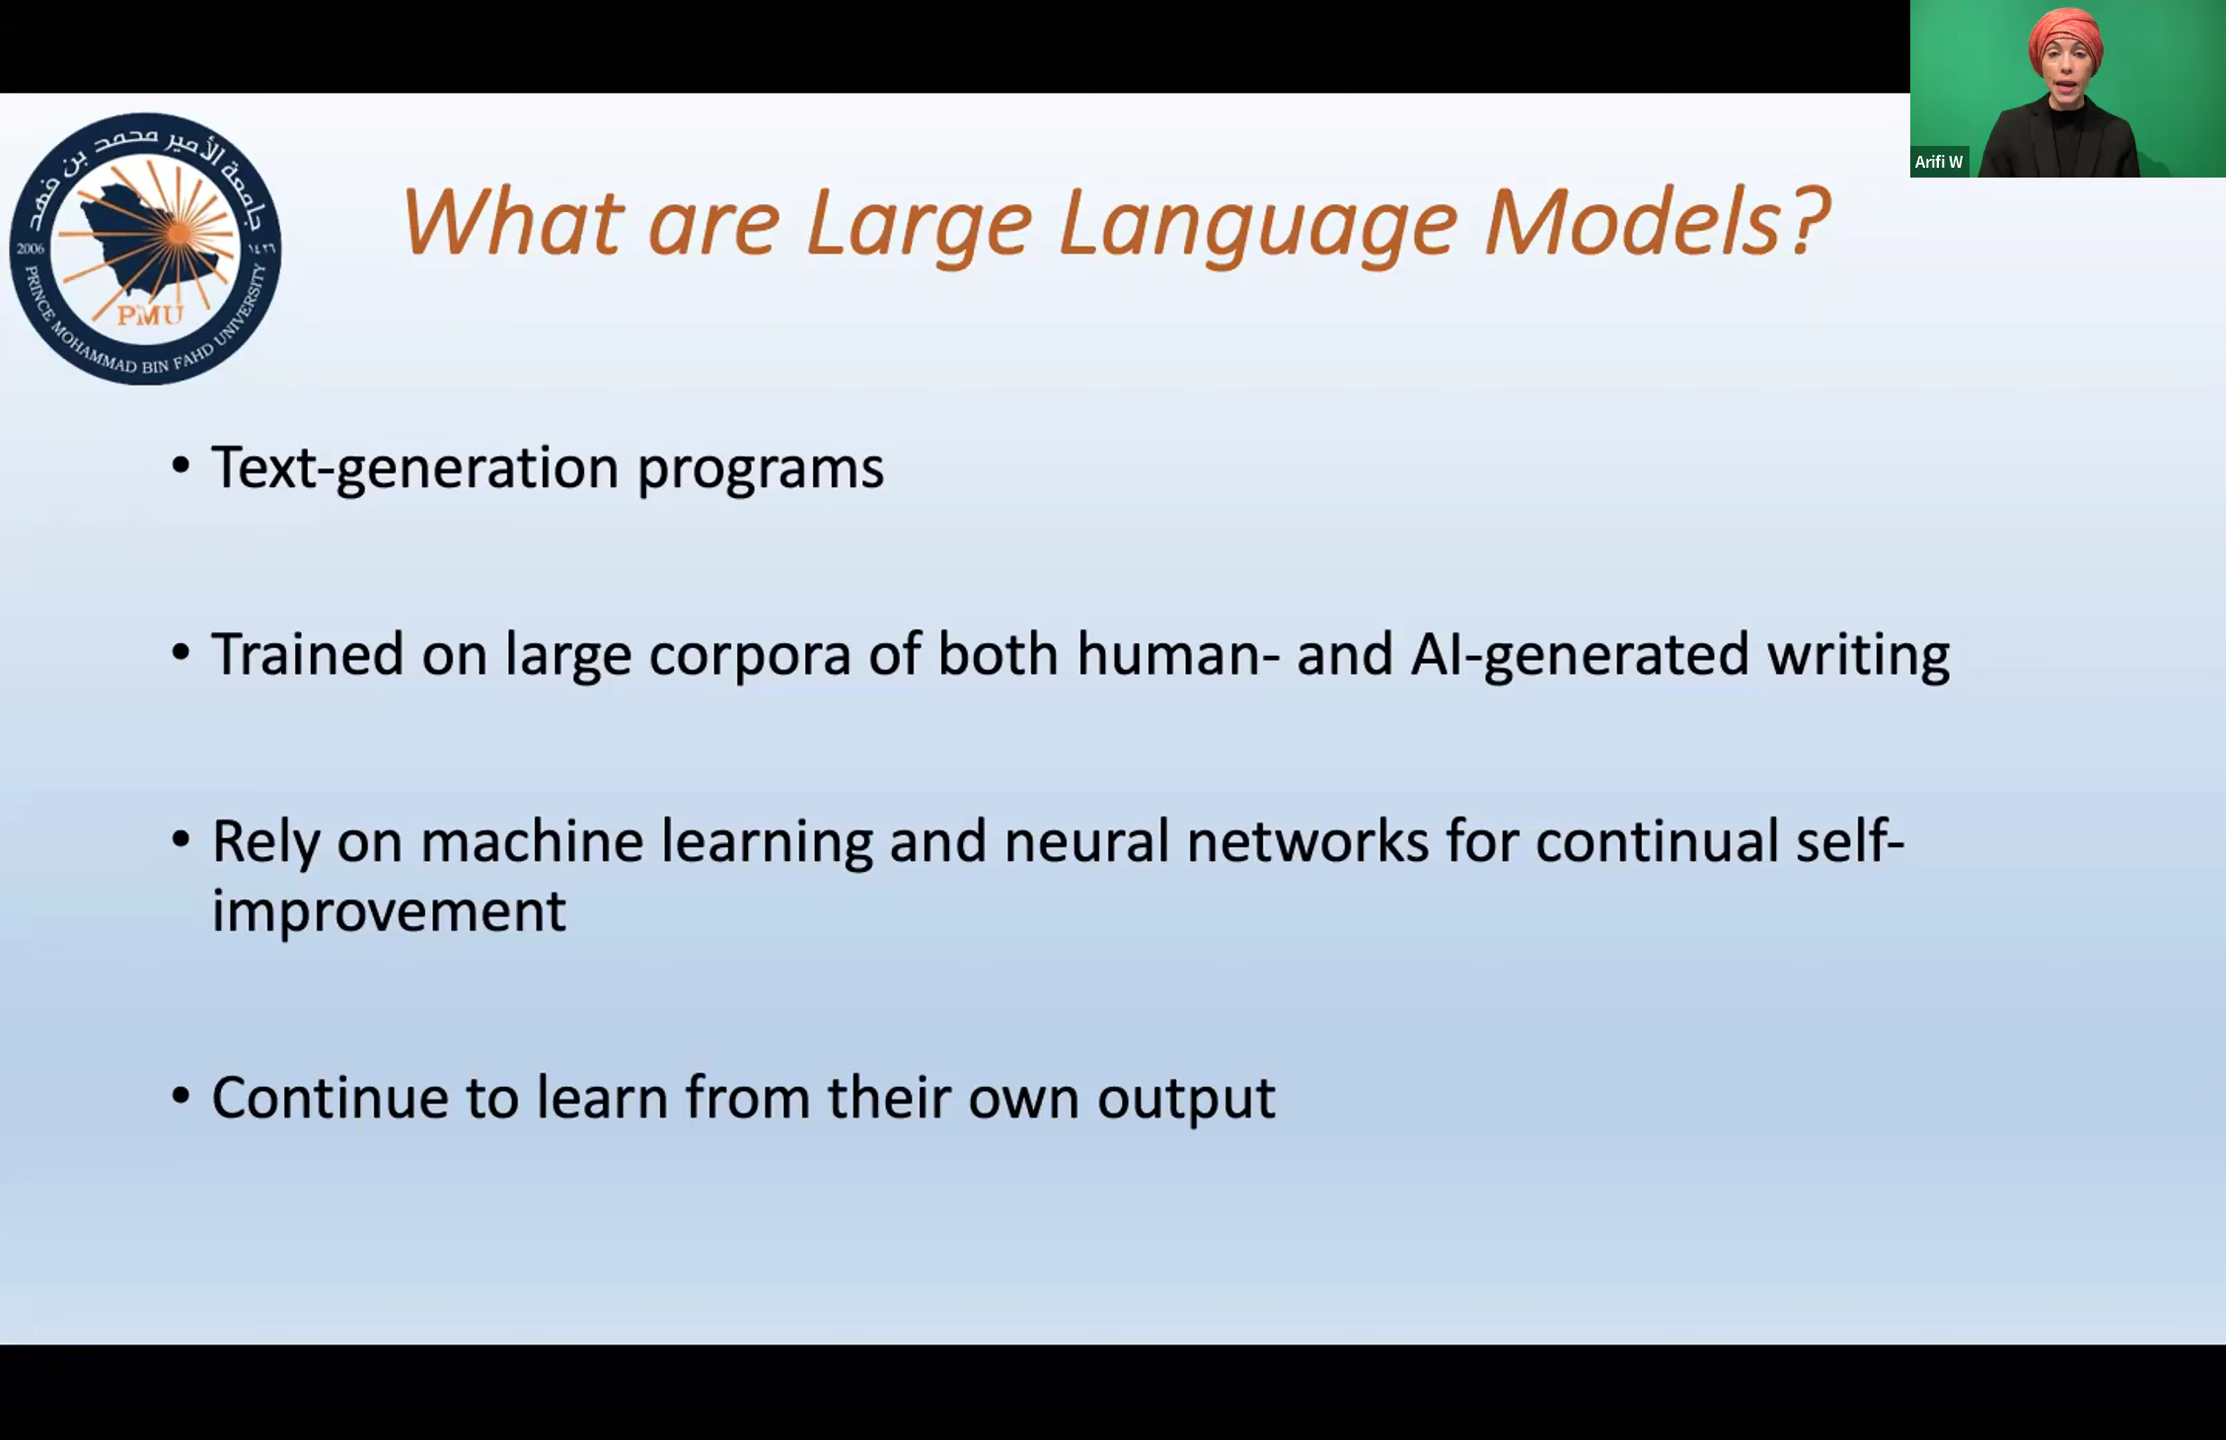 جامعة الأمير محمد بن فهد
2006
١٤٢٦
PMU
PRINCE MOHAMMAD BIN FAHD UNIVERSITY
Arifi W
What are Large Language Models?
• Text-generation programs
• Trained on large corpora of both human- and AI-generated writing
• Rely on machine learning and neural networks for continual self-
improvement
• Continue to learn from their own output